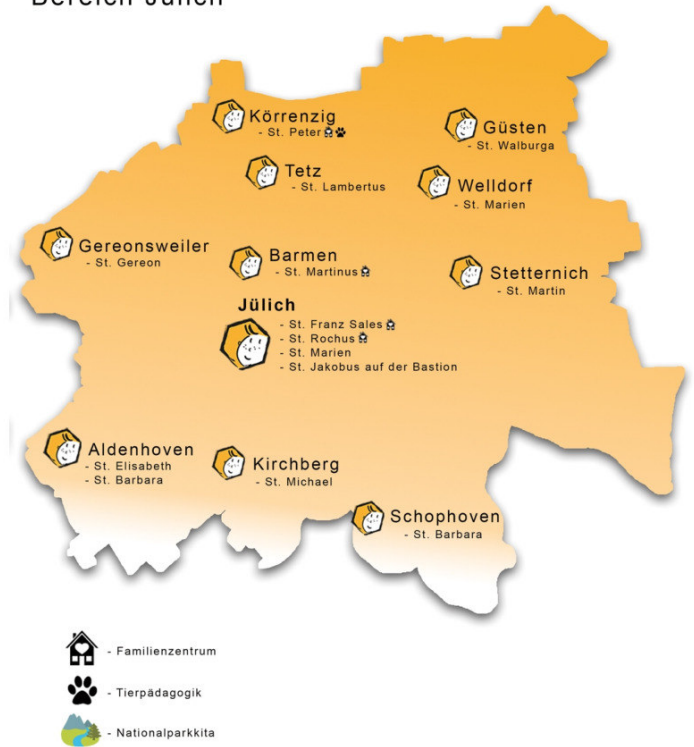 Bereich Jülich
Körrenzig
- St. Peter
Güsten
- St. Walburga
Tetz
- St. Lambertus
Welldorf
- St. Marien
Gereonsweiler
- St. Gereon
Barmen
- St. Martinus
Stetternich
- St. Martin
Jülich
- St. Franz Sales
- St. Rochus
- St. Marien
- St. Jakobus auf der Bastion
Aldenhoven
- St. Elisabeth
- St. Barbara
Kirchberg
- St. Michael
Schophoven
- St. Barbara
- Familienzentrum
- Tierpädagogik
- Nationalparkkita